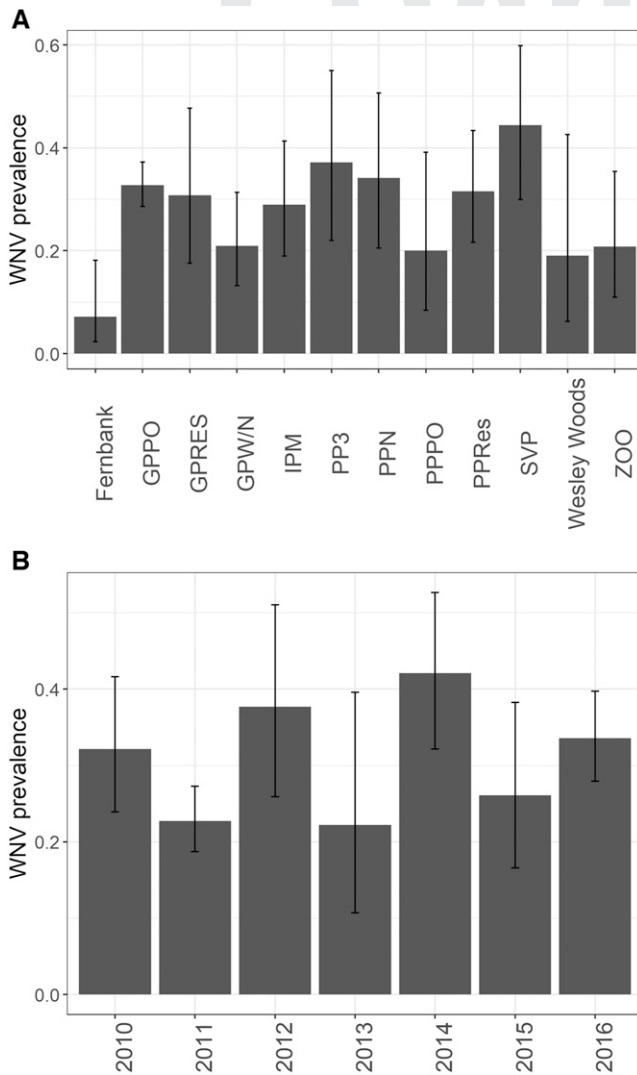 A
WNV prevalence
0.6
0.4
0.2
0.0
Fernbank
GPPO
GPRES
GPW/N
IPM
PP3
PPN
PPPO
PPRes
SVP
Wesley Woods
ZOO
B
WNV prevalence
0.4
0.2
0.0
2010
2011
2012
2013
2014
2015
2016